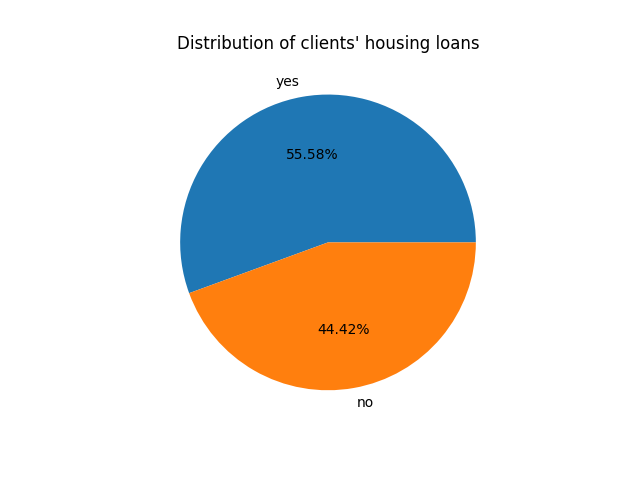 Distribution of clients' housing loans
yes
55.58%
44.42%
no